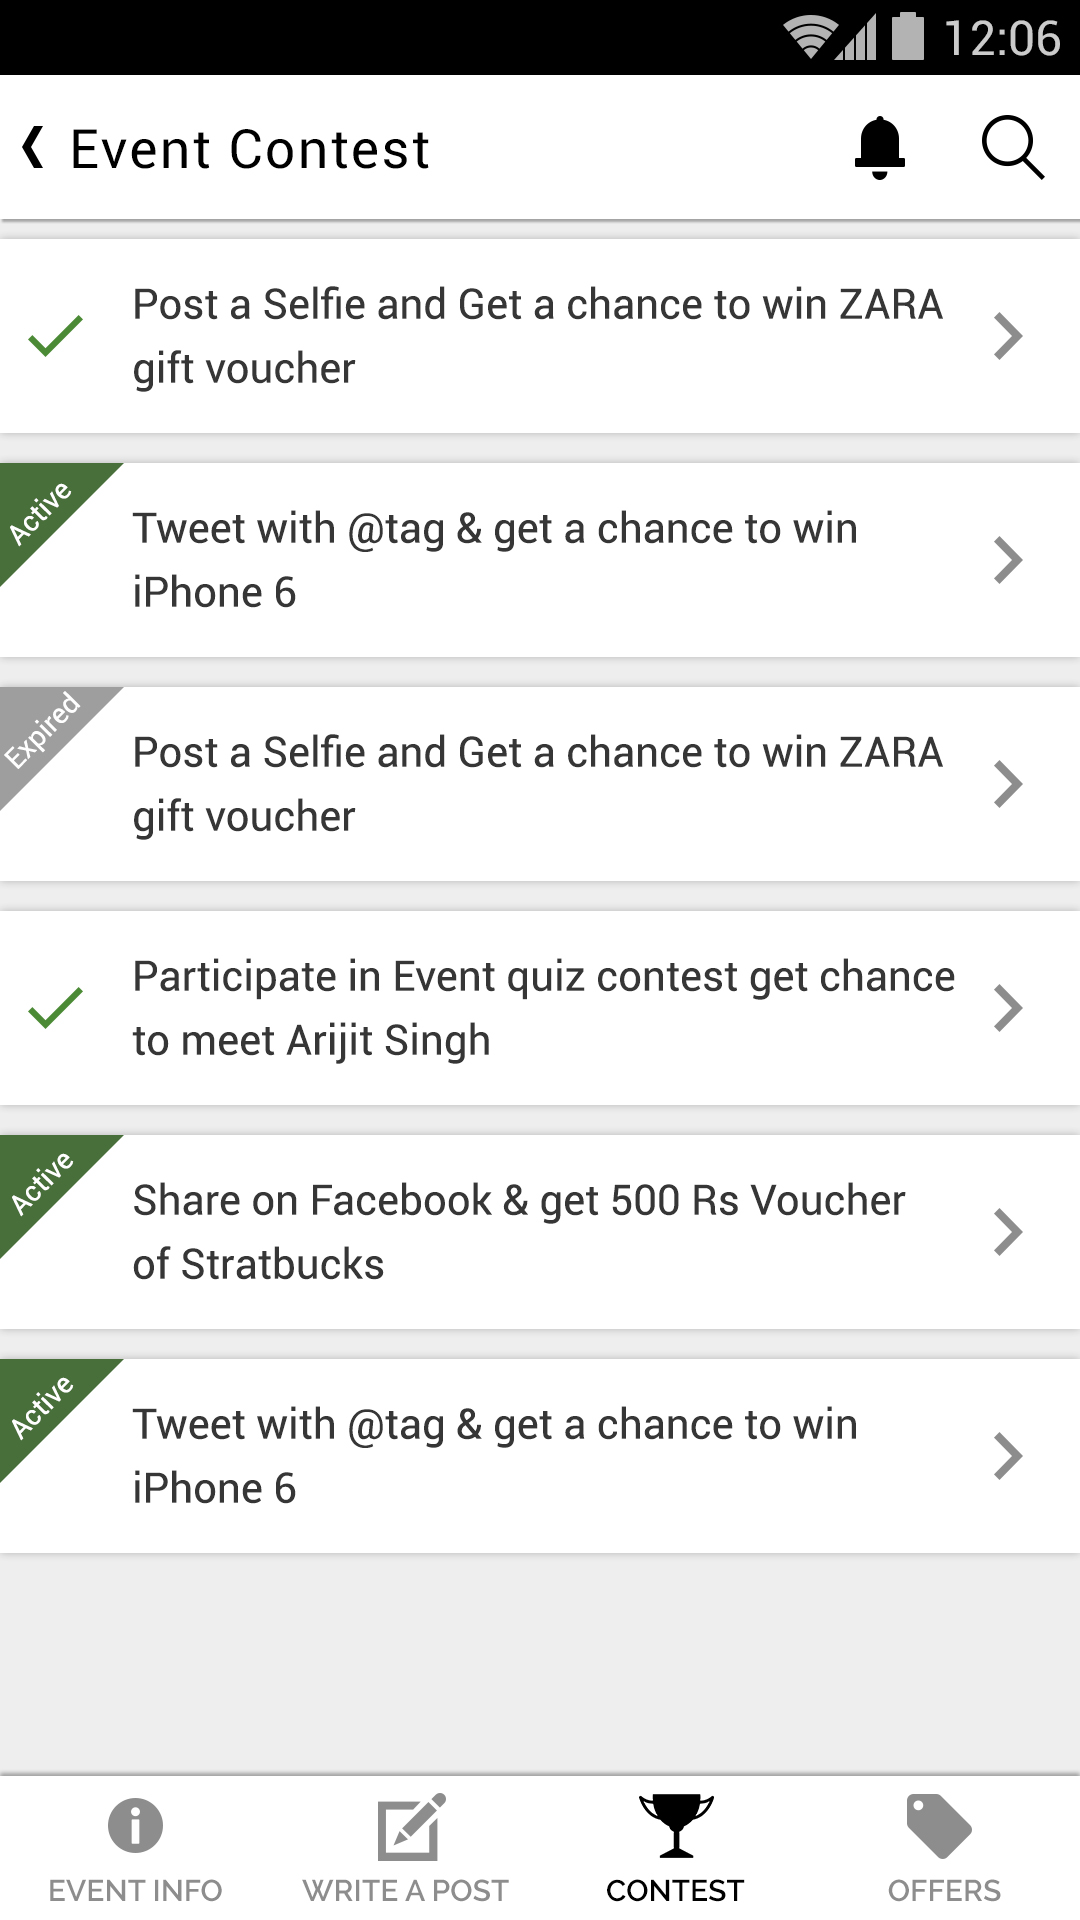 12:06
Event Contest
Post a Selfie and Get a chance to win ZARA
gift voucher
Active
Tweet with @tag & get a chance to win
iPhone 6
Expired
Post a Selfie and Get a chance to win ZARA
gift voucher
Participate in Event quiz contest get chance
to meet Arijit Singh
Active
Share on Facebook & get 500 Rs Voucher
of Stratbucks
Active
Tweet with @tag & get a chance to win
iPhone 6
EVENT INFO
WRITE A POST
CONTEST
OFFERS